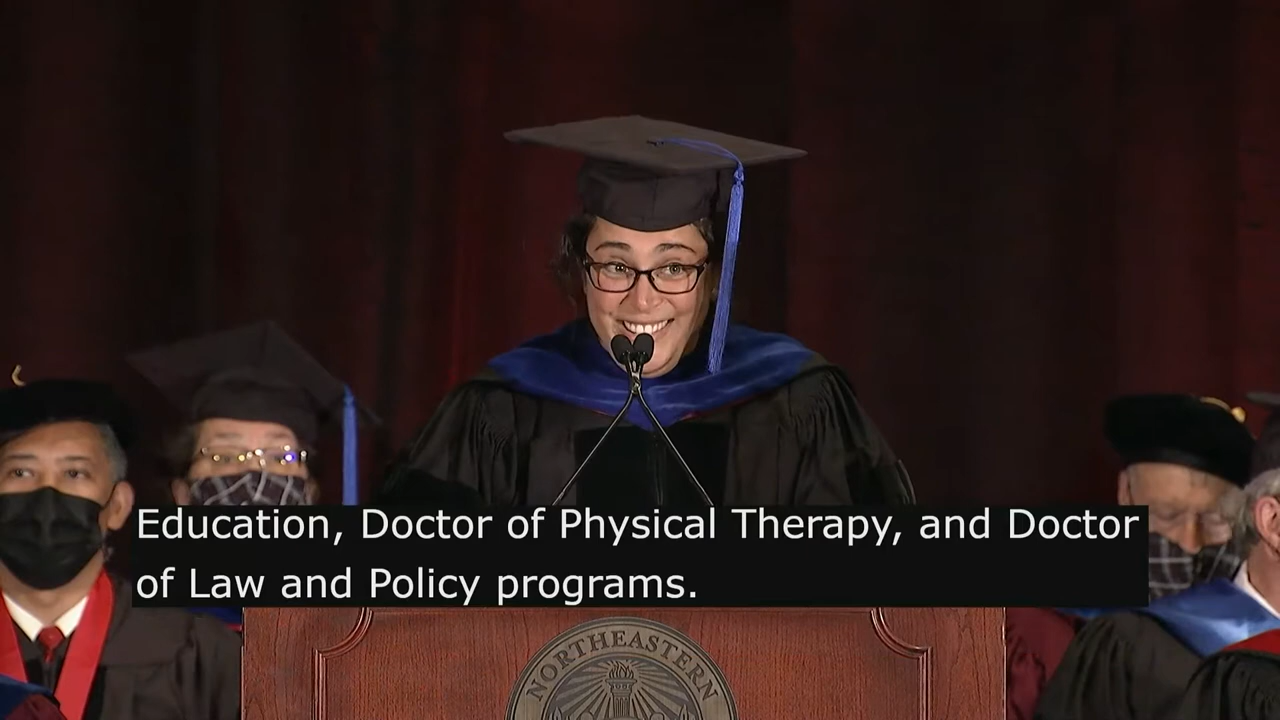 Education, Doctor of Physical Therapy, and Doctor
of Law and Policy programs.
NORTHEASTERN